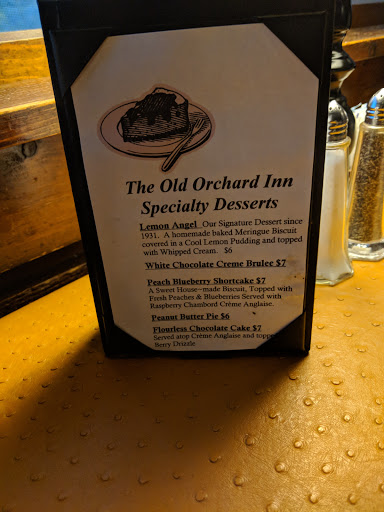 The Old Orchard Inn
Specialty Desserts
Lemon Angel Our Signature Dessert since
1931. A homemade baked Meringue Biscuit
covered in a Cool Lemon Pudding and topped
with Whipped Cream. $6
White Chocolate Creme Brulee $7
Peach Blueberry Shortcake $7
A Sweet House-made Biscuit, Topped with
Fresh Peaches & Blueberries Served with
Raspberry Chambord Crème Anglaise.
Peanut Butter Pie $6
Flourless Chocolate Cake $7
Served atop Crème Anglaise and topped
Berry Drizzle